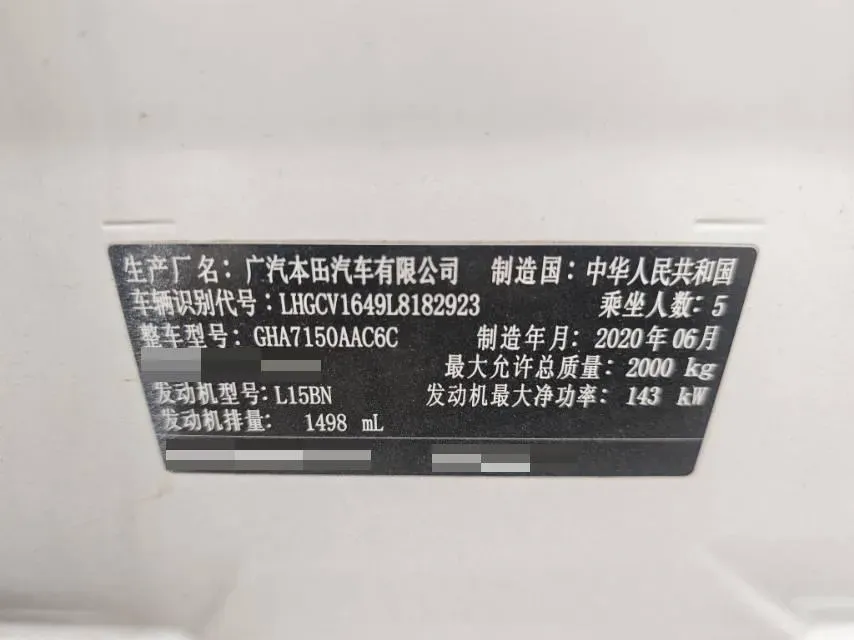 生产厂名：广汽本田汽车有限公司 制造国：中华人民共和国
车辆识别代号：LHGCV1649L8182923 乘坐人数：5
整车型号：GHA7150AAC6C 制造年月：2020年06月
最大允许总质量：2000 kg
发动机型号：L15BN 发动机最大净功率：143 kW
发动机排量： 1498 mL